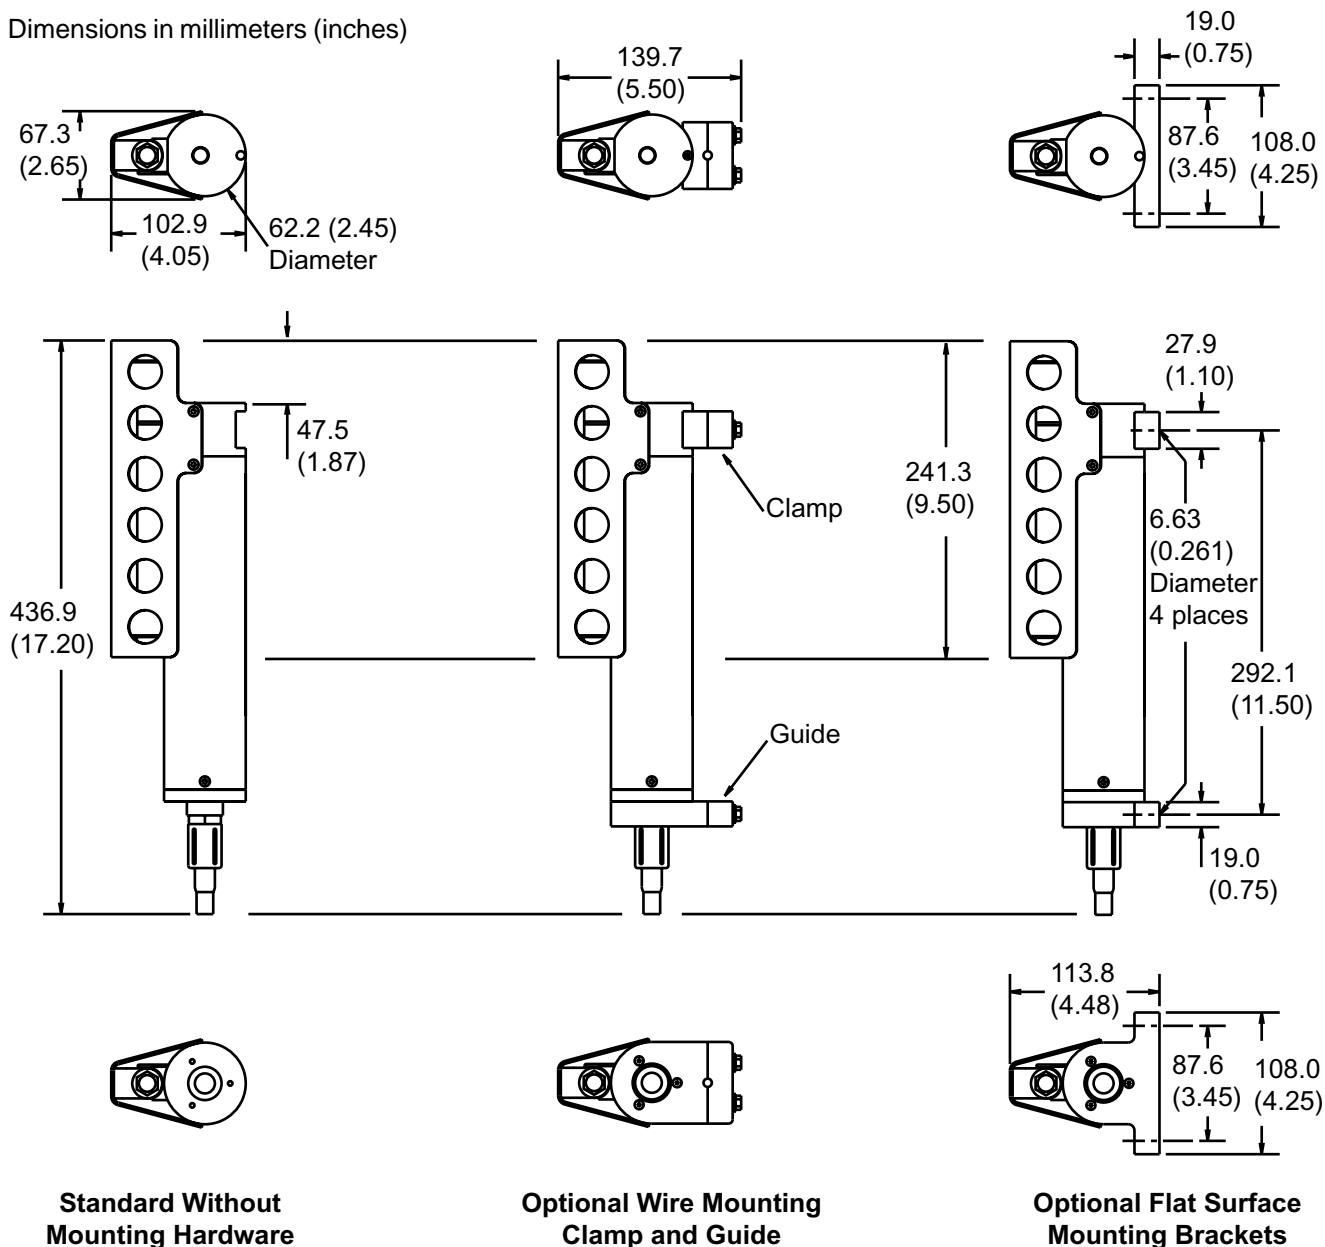 Dimensions in millimeters (inches)
19.0
(0.75)
139.7
(5.50)
67.3
(2.65)
87.6
(3.45)
108.0
(4.25)
102.9
(4.05)
62.2 (2.45)
Diameter
27.9
(1.10)
47.5
(1.87)
241.3
(9.50)
Clamp
6.63
(0.261)
Diameter
4 places
436.9
(17.20)
292.1
(11.50)
Guide
19.0
(0.75)
113.8
(4.48)
87.6
(3.45)
108.0
(4.25)
Standard Without
Mounting Hardware
Optional Wire Mounting
Clamp and Guide
Optional Flat Surface
Mounting Brackets